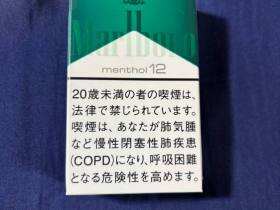 Marlboro
menthol 12
20歳未満の者の喫煙は、
法律で禁じられています。
喫煙は、あなたが肺気腫
など慢性閉塞性肺疾患
(COPD)になり、呼吸困難
となる危険性を高めます。